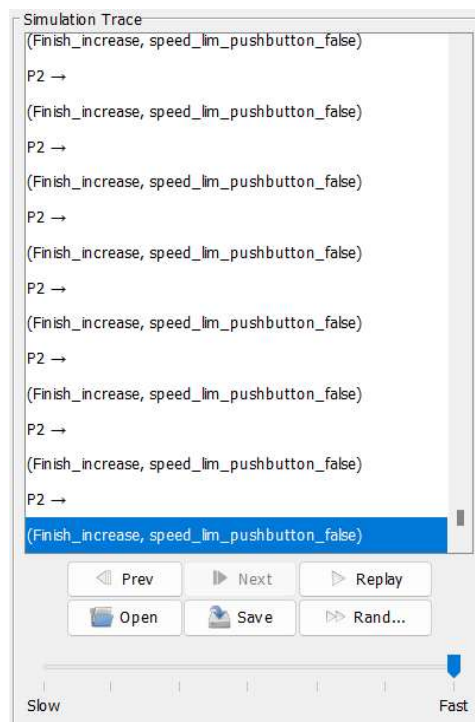 Simulation Trace
(Finish_increase, speed_lim_pushbutton_false)
P2 →
(Finish_increase, speed_lim_pushbutton_false)
P2 →
(Finish_increase, speed_lim_pushbutton_false)
P2 →
(Finish_increase, speed_lim_pushbutton_false)
P2 →
(Finish_increase, speed_lim_pushbutton_false)
P2 →
(Finish_increase, speed_lim_pushbutton_false)
P2 →
(Finish_increase, speed_lim_pushbutton_false)
P2 →
(Finish_increase, speed_lim_pushbutton_false)
Prev Next Replay
Open Save Rand...
Slow Fast